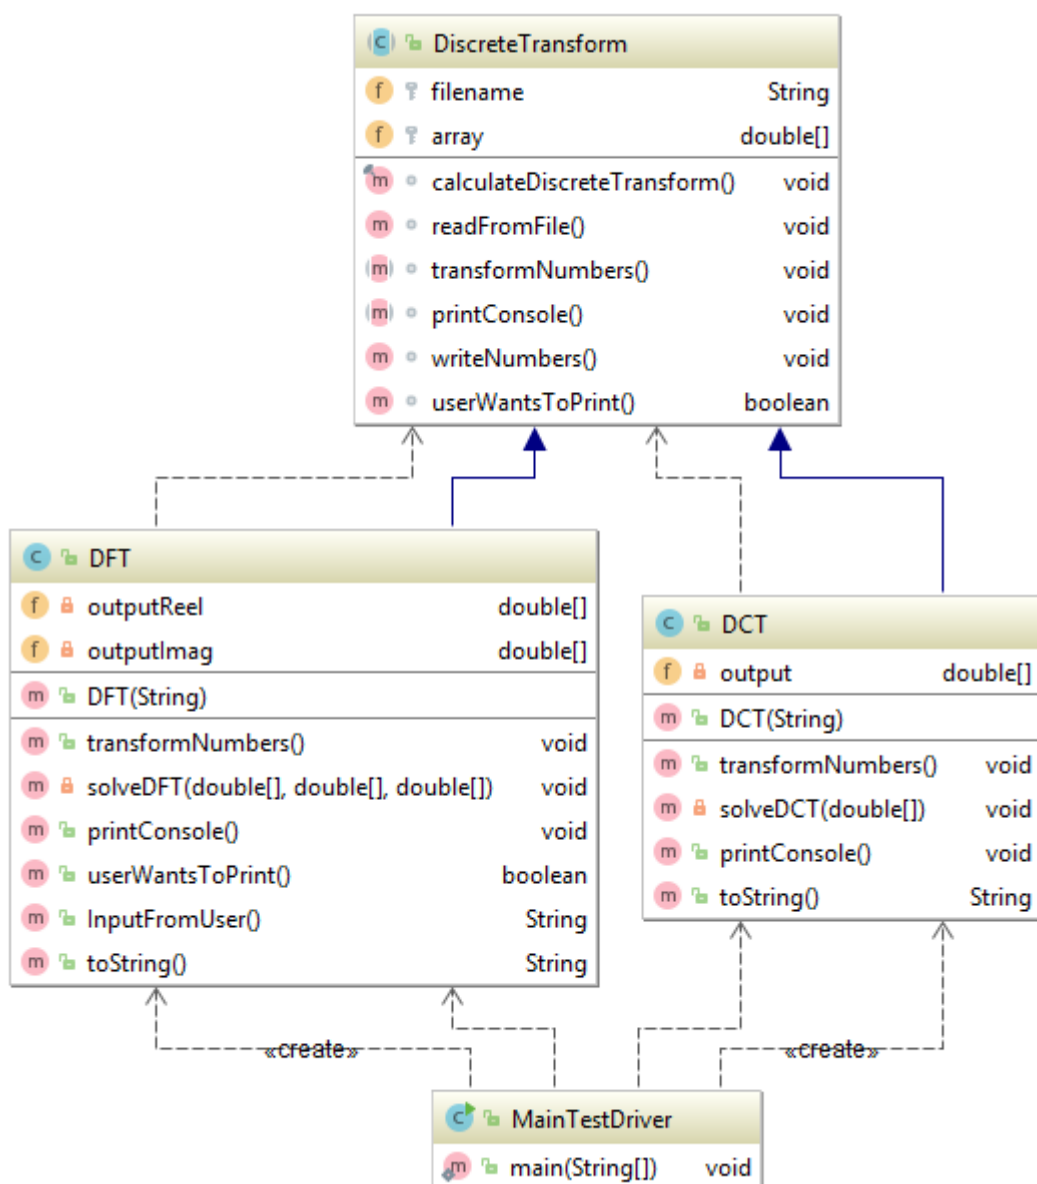 DiscreteTransform
filename String
array double[]
calculateDiscreteTransform() void
readFromFile() void
transformNumbers() void
printConsole() void
writeNumbers() void
userWantsToPrint() boolean
DFT
outputReel double[]
outputImag double[]
DFT(String)
transformNumbers() void
solveDFT(double[], double[], double[]) void
printConsole() void
userWantsToPrint() boolean
InputFromUser() String
toString() String
DCT
output double[]
DCT(String)
transformNumbers() void
solveDCT(double[]) void
printConsole() void
toString() String
«create»
«create»
MainTestDriver
main(String[]) void